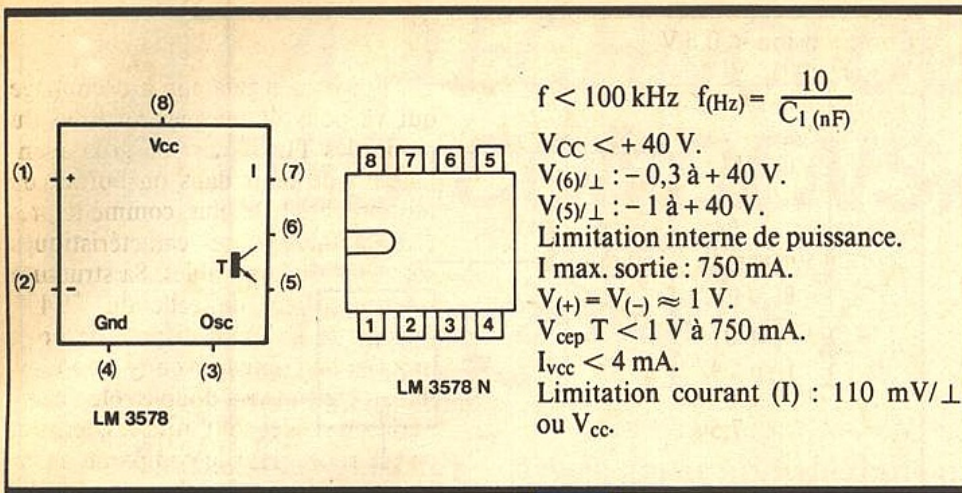 (8)
Vcc
(1)
+
I
(7)
(6)
T
(2)
–
(5)
Gnd
Osc
(4)
(3)
LM 3578
8 7 6 5
1 2 3 4
LM 3578 N
f < 100 kHz f(Hz) = 10 / C1 (nF)
VCC < + 40 V.
V(6)/⊥ : – 0,3 à + 40 V.
V(5)/⊥ : – 1 à + 40 V.
Limitation interne de puissance.
I max. sortie : 750 mA.
V(+) = V(–) ≈ 1 V.
Vcep T < 1 V à 750 mA.
Ivcc < 4 mA.
Limitation courant (I) : 110 mV/⊥
ou Vcc.